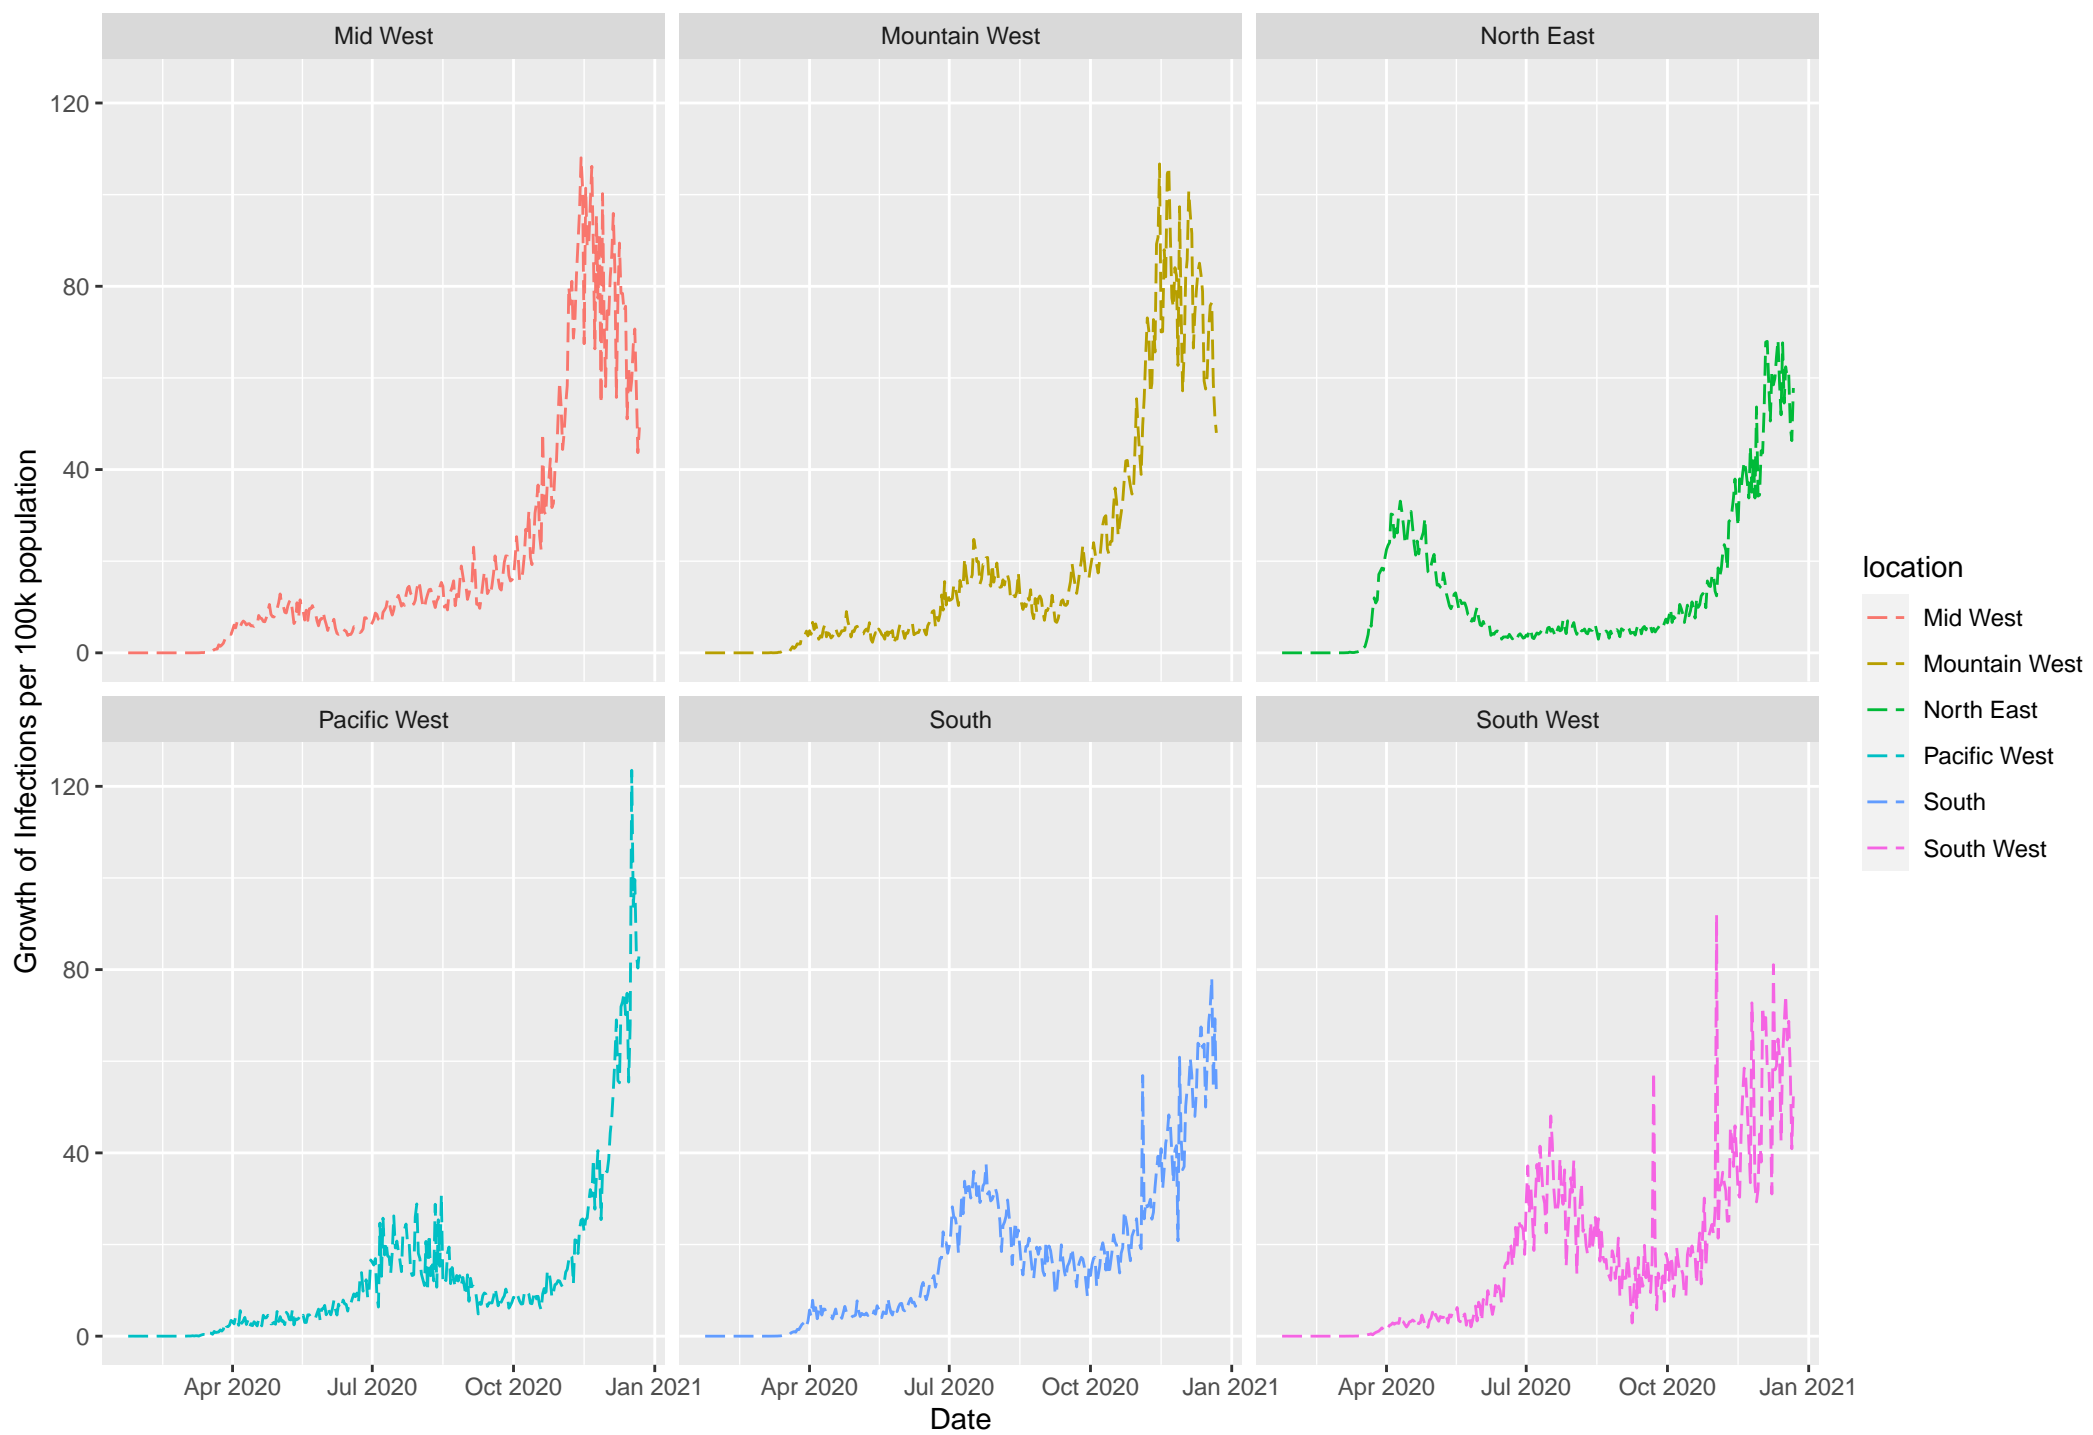 Mid West
Mountain West
North East
120
80
40
0
Pacific West
South
South West
120
80
40
0
Apr 2020
Jul 2020
Oct 2020
Jan 2021
Apr 2020
Jul 2020
Oct 2020
Jan 2021
Apr 2020
Jul 2020
Oct 2020
Jan 2021
Date
Growth of Infections per 100k population
location
Mid West
Mountain West
North East
Pacific West
South
South West